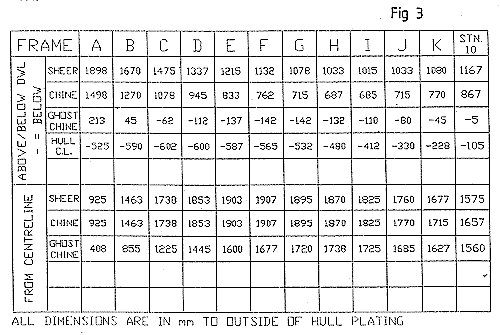 Fig 3
FRAME A B C D E F G H I J K STN. 10
ABOVE/BELOW DWL - = BELOW
SHEER 1898 1670 1475 1337 1215 1132 1078 1033 1015 1033 1080 1167
CHINE 1498 1270 1078 945 833 762 715 687 685 715 770 867
GHOST CHINE 213 45 -62 -112 -137 -142 -142 -132 -110 -80 -45 -5
HULL C.L. -525 -590 -602 -600 -587 -565 -532 -480 -412 -330 -228 -105
FROM CENTRELINE
SHEER 925 1463 1738 1853 1903 1907 1895 1870 1825 1760 1677 1575
CHINE 925 1463 1738 1853 1903 1907 1895 1870 1825 1770 1715 1657
GHOST CHINE 408 855 1225 1445 1600 1677 1720 1738 1725 1685 1627 1560
ALL DIMENSIONS ARE IN mm TO OUTSIDE OF HULL PLATING